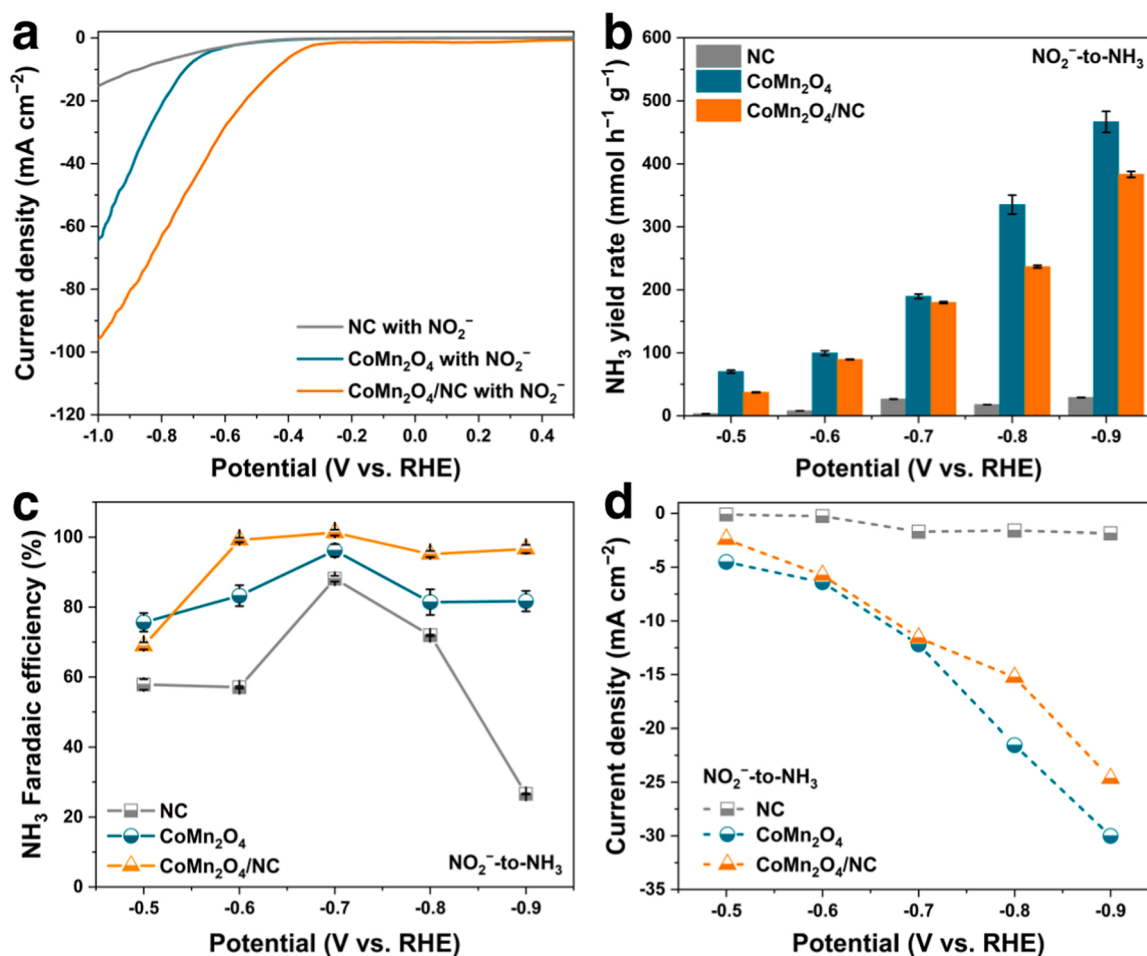 a
Current density (mA cm⁻²)
0
-20
-40
-60
-80
-100
-120
NC with NO₂⁻
CoMn₂O₄ with NO₂⁻
CoMn₂O₄/NC with NO₂⁻
-1.0 -0.8 -0.6 -0.4 -0.2 0.0 0.2 0.4
Potential (V vs. RHE)
b
NH₃ yield rate (mmol h⁻¹ g⁻¹)
600
500
400
300
200
100
0
NC
CoMn₂O₄
CoMn₂O₄/NC
NO₂⁻-to-NH₃
-0.5 -0.6 -0.7 -0.8 -0.9
Potential (V vs. RHE)
c
NH₃ Faradaic efficiency (%)
100
80
60
40
20
0
NC
CoMn₂O₄
CoMn₂O₄/NC
NO₂⁻-to-NH₃
-0.5 -0.6 -0.7 -0.8 -0.9
Potential (V vs. RHE)
d
Current density (mA cm⁻²)
0
-5
-10
-15
-20
-25
-30
-35
NO₂⁻-to-NH₃
NC
CoMn₂O₄
CoMn₂O₄/NC
-0.5 -0.6 -0.7 -0.8 -0.9
Potential (V vs. RHE)